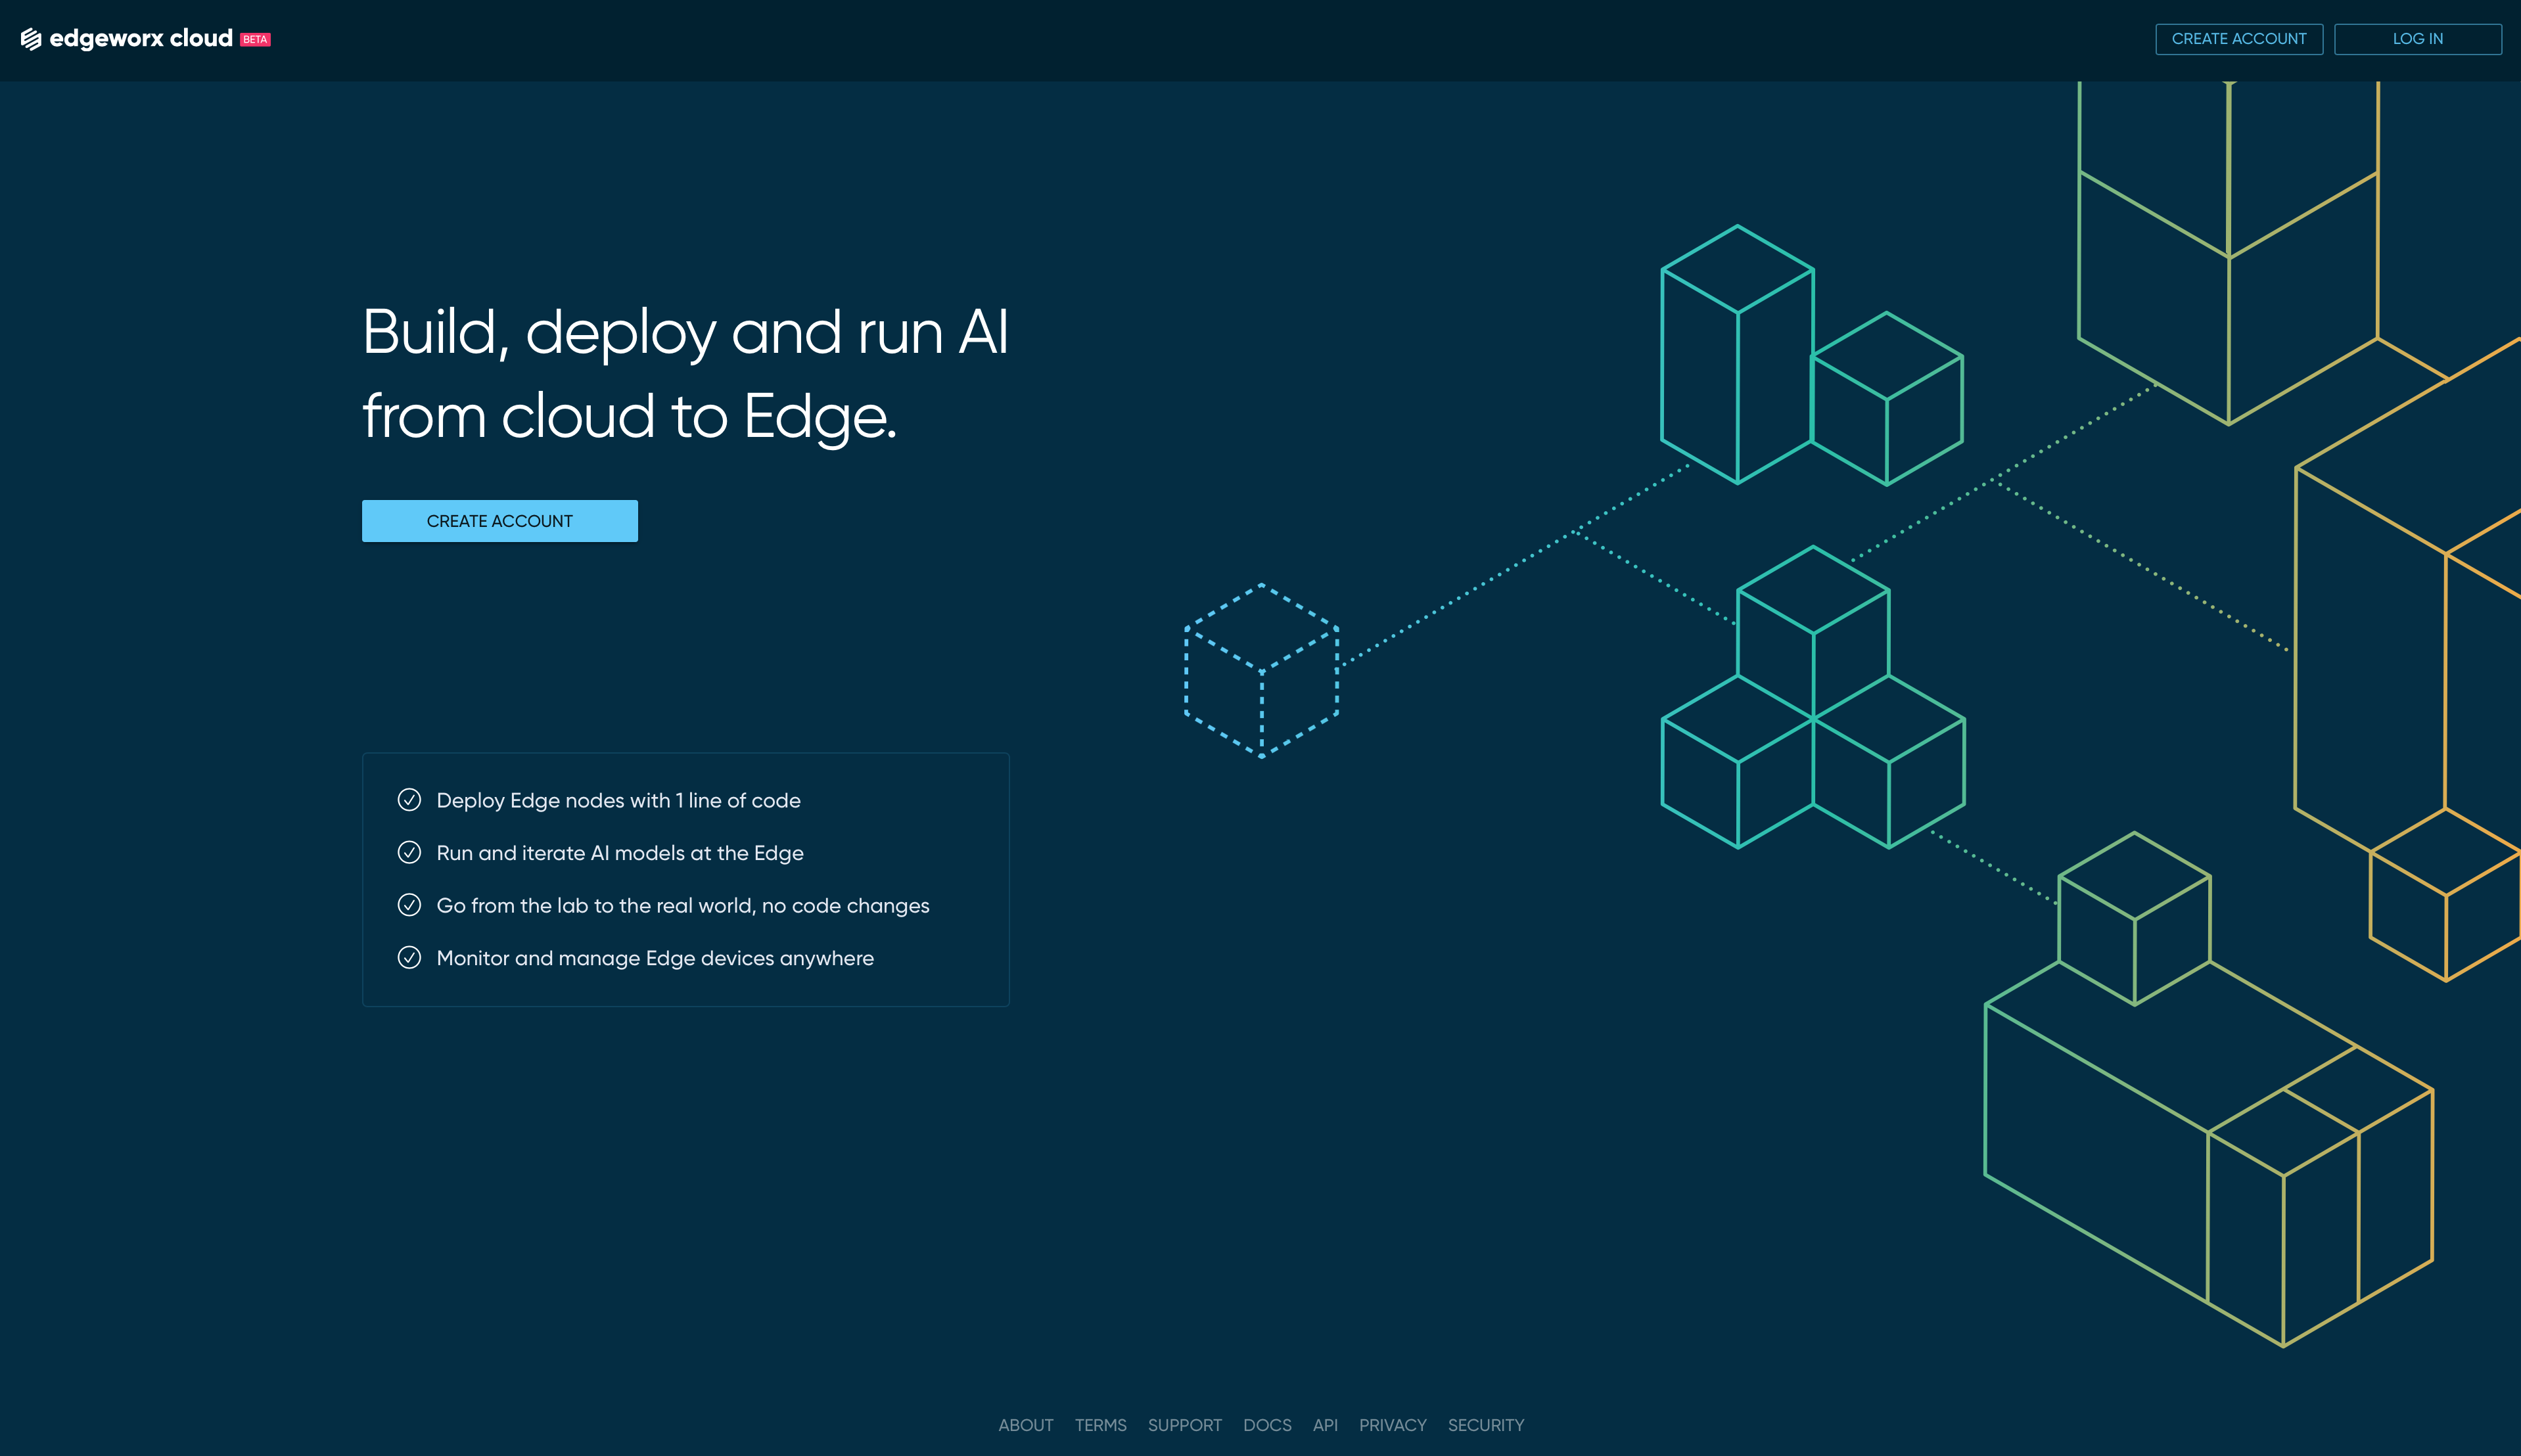 edgeworx cloud BETA
CREATE ACCOUNT
LOG IN
Build, deploy and run AI
from cloud to Edge.
CREATE ACCOUNT
Deploy Edge nodes with 1 line of code
Run and iterate AI models at the Edge
Go from the lab to the real world, no code changes
Monitor and manage Edge devices anywhere
ABOUT TERMS SUPPORT DOCS API PRIVACY SECURITY